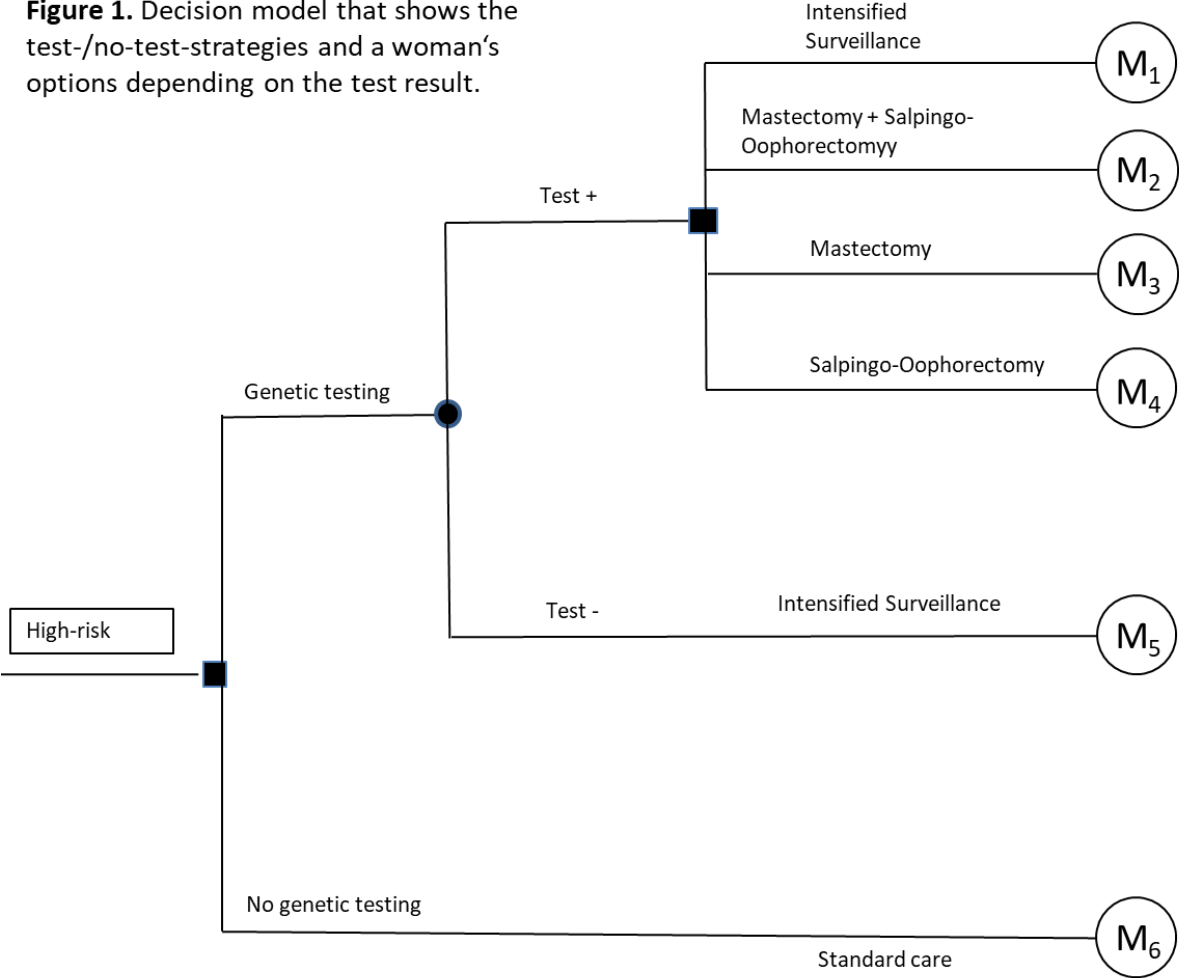 Figure 1. Decision model that shows the
test-/no-test-strategies and a woman‘s
options depending on the test result.
Intensified
Surveillance
M1
Mastectomy + Salpingo-
Oophorectomyy
M2
Test +
Mastectomy
M3
Salpingo-Oophorectomy
M4
Genetic testing
Test -
Intensified Surveillance
M5
High-risk
No genetic testing
Standard care
M6